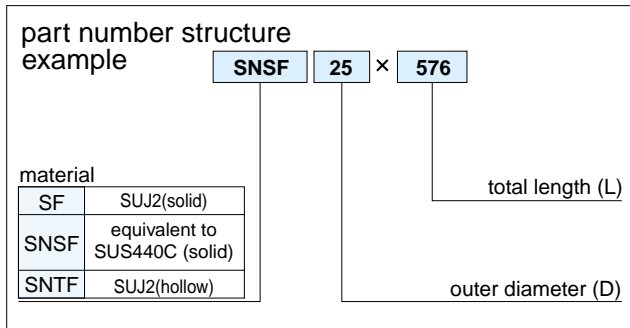 part number structure
example
SNSF 25 × 576
material
SF SUJ2(solid)
SNSF equivalent to
SUS440C (solid)
SNTF SUJ2(hollow)
total length (L)
outer diameter (D)